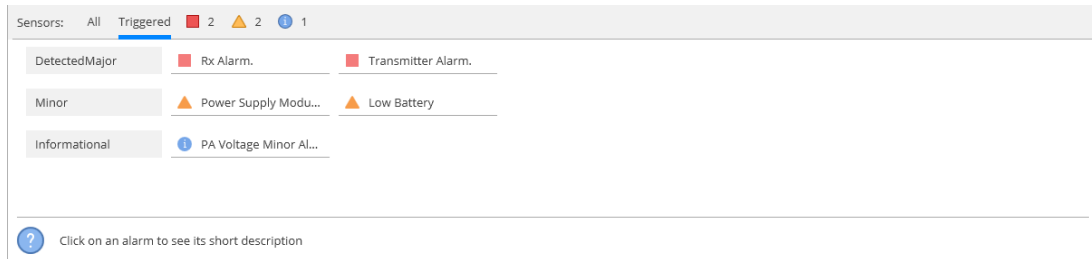 Sensors: All Triggered 2 2 i 1
DetectedMajor Rx Alarm. Transmitter Alarm.
Minor Power Supply Modu... Low Battery
Informational i PA Voltage Minor Al...
? Click on an alarm to see its short description